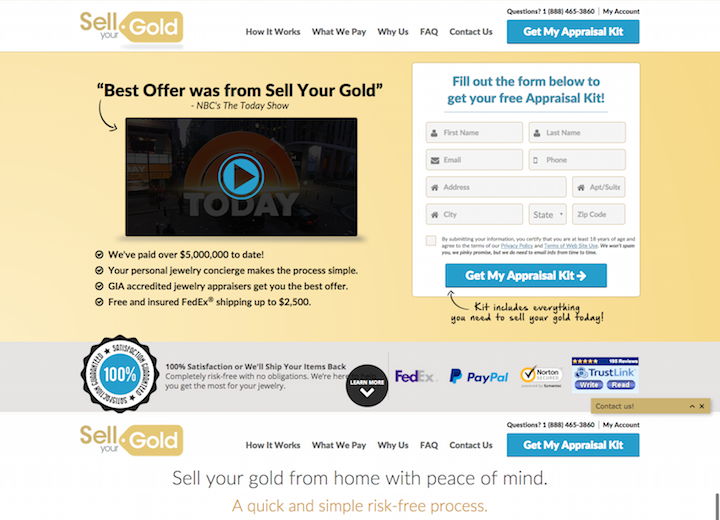 Sell your Gold
Questions? 1 (888) 465-3860 | My Account
How It Works What We Pay Why Us FAQ Contact Us Get My Appraisal Kit
“Best Offer was from Sell Your Gold”
- NBC's The Today Show
TODAY
We've paid over $5,000,000 to date!
Your personal jewelry concierge makes the process simple.
GIA accredited jewelry appraisers get you the best offer.
Free and insured FedEx® shipping up to $2,500.
Fill out the form below to
get your free Appraisal Kit!
First Name Last Name
Email Phone
Address Apt/Suite
City State Zip Code
By submitting your information, you certify that you are at least 18 years of age and
agree to the terms of our Privacy Policy and Terms of Web Site Use. We won't spam
you, we pinky promise, but we do need to email info from time to time.
Get My Appraisal Kit
Kit includes everything
you need to sell your gold today!
SATISFACTION GUARANTEED
100%
SATISFACTION GUARANTEED
100% Satisfaction or We'll Ship Your Items Back
Completely risk-free with no obligations. We're here
you get the most for your jewelry.
LEARN MORE
FedEx
PayPal
Norton
SECURED
powered by Symantec
195 Reviews
TrustLink
Write Read
Contact us!
Sell your Gold
Questions? 1 (888) 465-3860 | My Account
How It Works What We Pay Why Us FAQ Contact Us Get My Appraisal Kit
Sell your gold from home with peace of mind.
A quick and simple risk-free process.